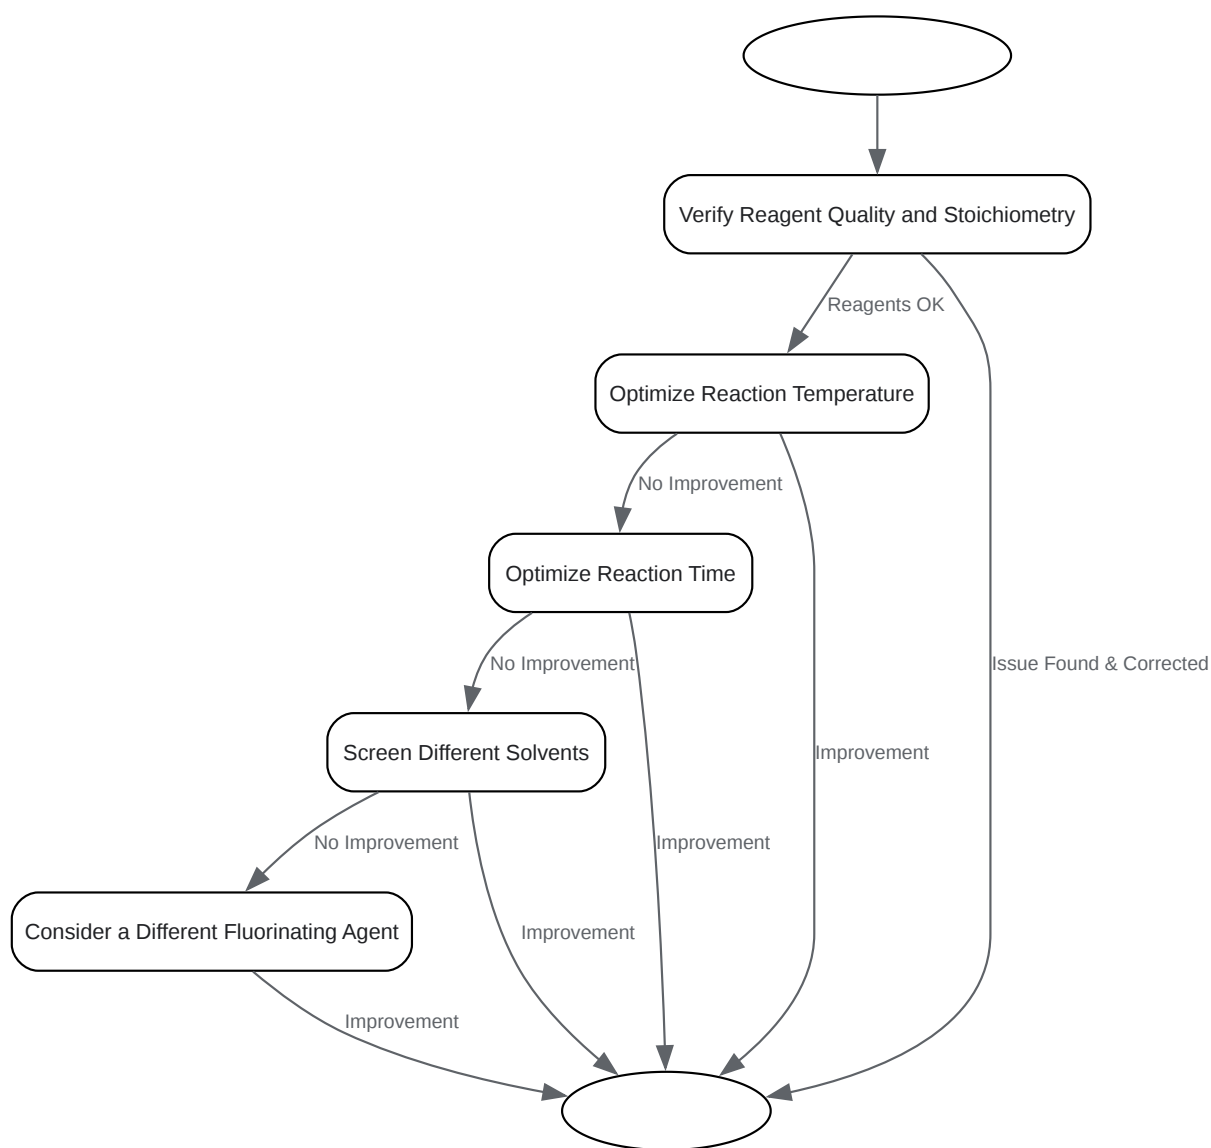 Verify Reagent Quality and Stoichiometry
Reagents OK
Optimize Reaction Temperature
No Improvement
Optimize Reaction Time
No Improvement
Issue Found & Corrected
Screen Different Solvents
Improvement
No Improvement
Improvement
Consider a Different Fluorinating Agent
Improvement
Improvement